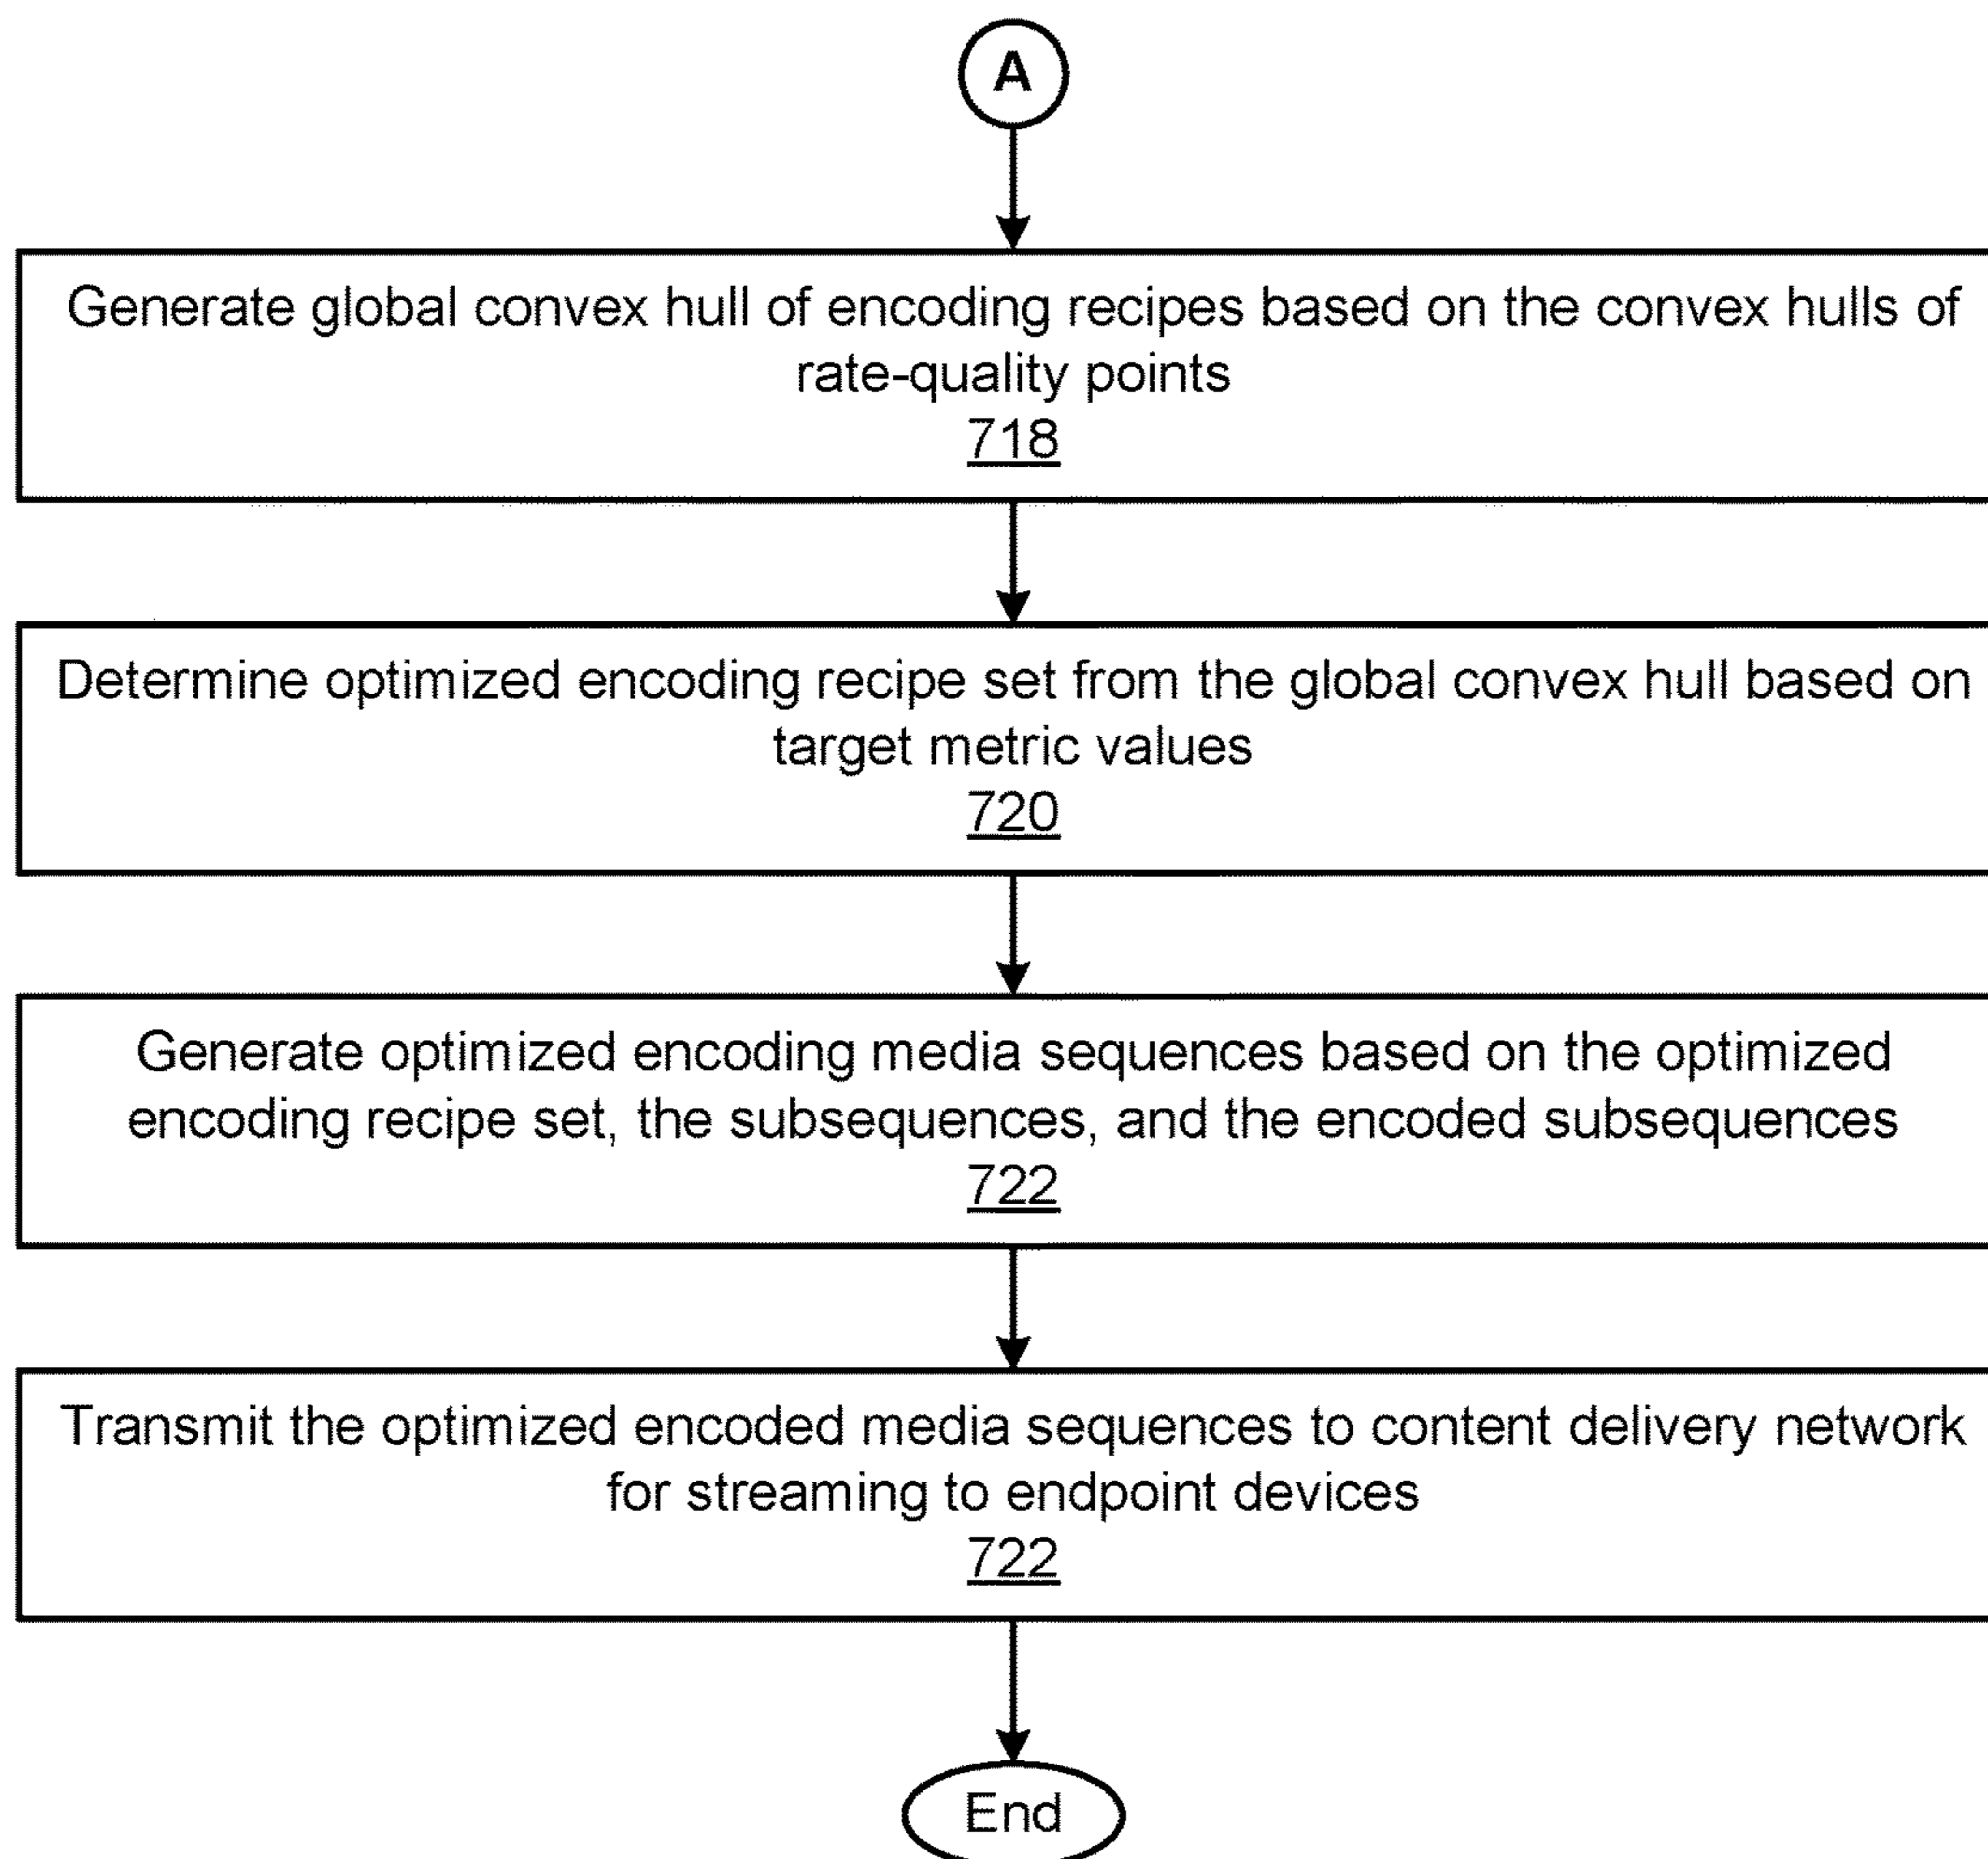 A
Generate global convex hull of encoding recipes based on the convex hulls of
rate-quality points
718
Determine optimized encoding recipe set from the global convex hull based on
target metric values
720
Generate optimized encoding media sequences based on the optimized
encoding recipe set, the subsequences, and the encoded subsequences
722
Transmit the optimized encoded media sequences to content delivery network
for streaming to endpoint devices
722
End